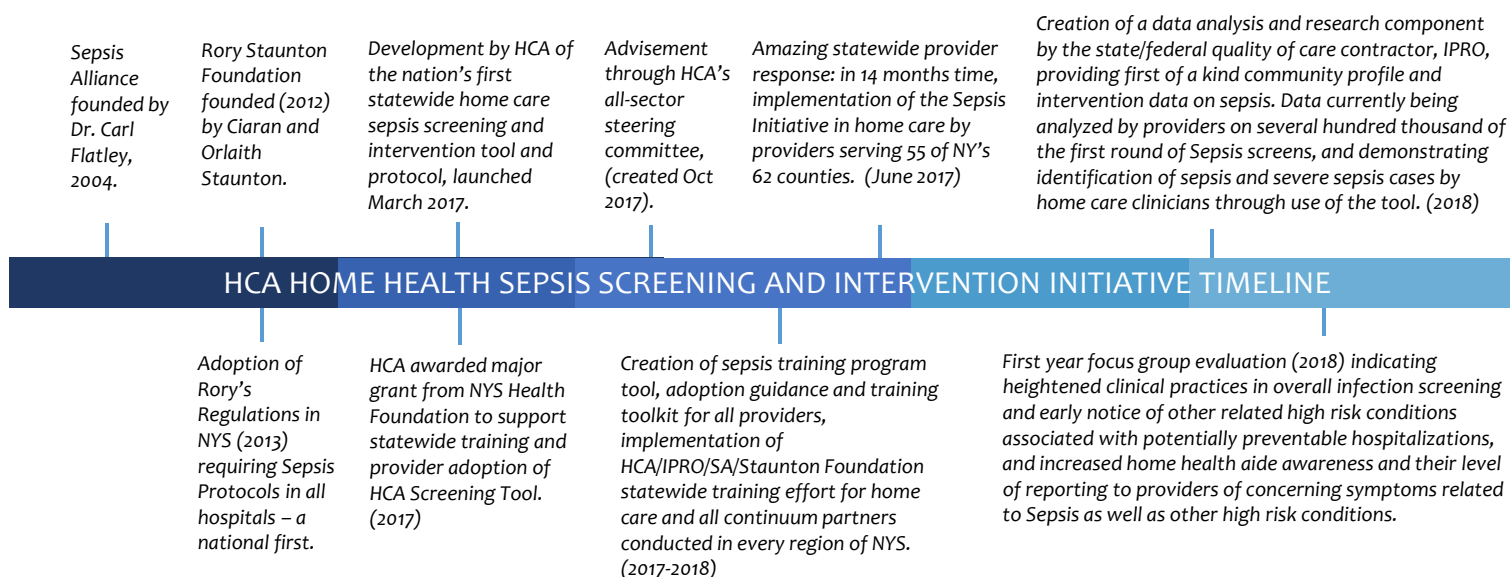 Sepsis
Alliance
founded by
Dr. Carl
Flatley,
2004.
Rory Staunton
Foundation
founded (2012)
by Ciaran and
Orlaith
Staunton.
Development by HCA of
the nation's first
statewide home care
sepsis screening and
intervention tool and
protocol, launched
March 2017.
Advisement
through HCA's
all-sector
steering
committee,
(created Oct
2017).
Amazing statewide provider
response: in 14 months time,
implementation of the Sepsis
Initiative in home care by
providers serving 55 of NY's
62 counties.  (June 2017)
Creation of a data analysis and research component
by the state/federal quality of care contractor, IPRO,
providing first of a kind community profile and
intervention data on sepsis. Data currently being
analyzed by providers on several hundred thousand of
the first round of Sepsis screens, and demonstrating
identification of sepsis and severe sepsis cases by
home care clinicians through use of the tool. (2018)
HCA HOME HEALTH SEPSIS SCREENING AND INTERVENTION INITIATIVE TIMELINE
Adoption of
Rory's
Regulations in
NYS (2013)
requiring Sepsis
Protocols in all
hospitals – a
national first.
HCA awarded major
grant from NYS Health
Foundation to support
statewide training and
provider adoption of
HCA Screening Tool.
(2017)
Creation of sepsis training program
tool, adoption guidance and training
toolkit for all providers,
implementation of
HCA/IPRO/SA/Staunton Foundation
statewide training effort for home
care and all continuum partners
conducted in every region of NYS.
(2017-2018)
First year focus group evaluation (2018) indicating
heightened clinical practices in overall infection screening
and early notice of other related high risk conditions
associated with potentially preventable hospitalizations,
and increased home health aide awareness and their level
of reporting to providers of concerning symptoms related
to Sepsis as well as other high risk conditions.